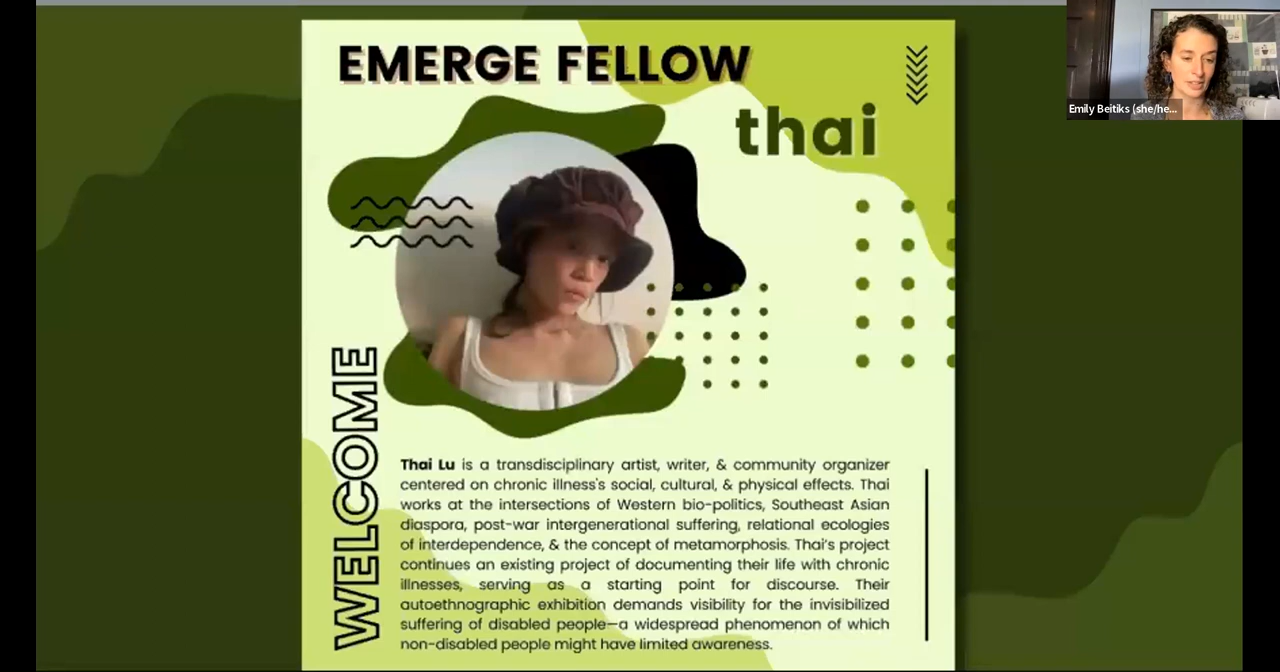 EMERGE FELLOW
thai
Emily Beitiks (she/he...
WELCOME
Thai Lu is a transdisciplinary artist, writer, & community organizer
centered on chronic illness's social, cultural, & physical effects. Thai
works at the intersections of Western bio-politics, Southeast Asian
diaspora, post-war intergenerational suffering, relational ecologies
of interdependence, & the concept of metamorphosis. Thai's project
continues an existing project of documenting their life with chronic
illnesses, serving as a starting point for discourse. Their
autoethnographic exhibition demands visibility for the invisibilized
suffering of disabled people—a widespread phenomenon of which
non-disabled people might have limited awareness.